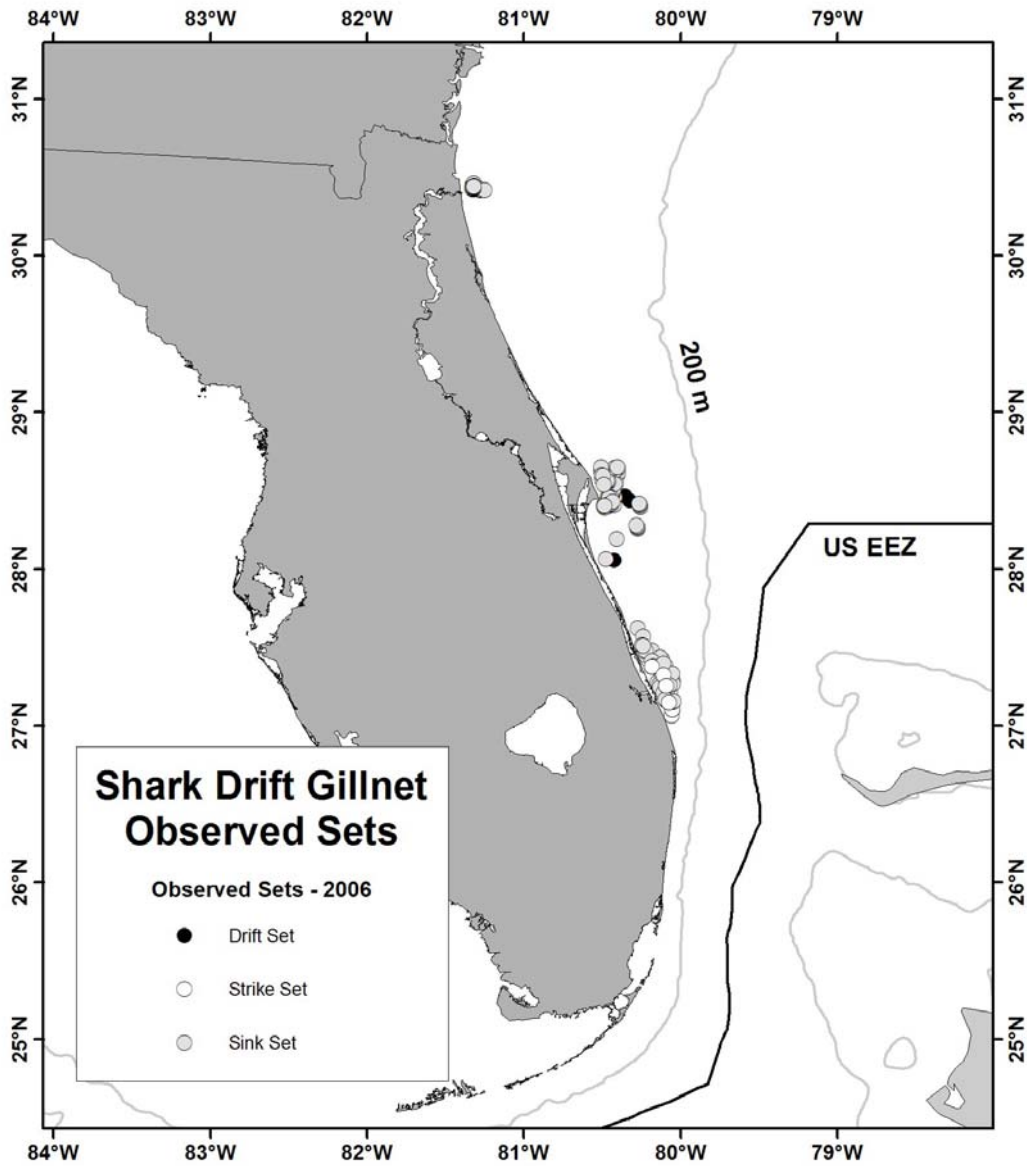 84°W 83°W 82°W 81°W 80°W 79°W
31°N 31°N
30°N 30°N
29°N 29°N
28°N 28°N
27°N 27°N
26°N 26°N
25°N 25°N
200 m
US EEZ
Shark Drift Gillnet
Observed Sets
Observed Sets - 2006
Drift Set
Strike Set
Sink Set
84°W 83°W 82°W 81°W 80°W 79°W